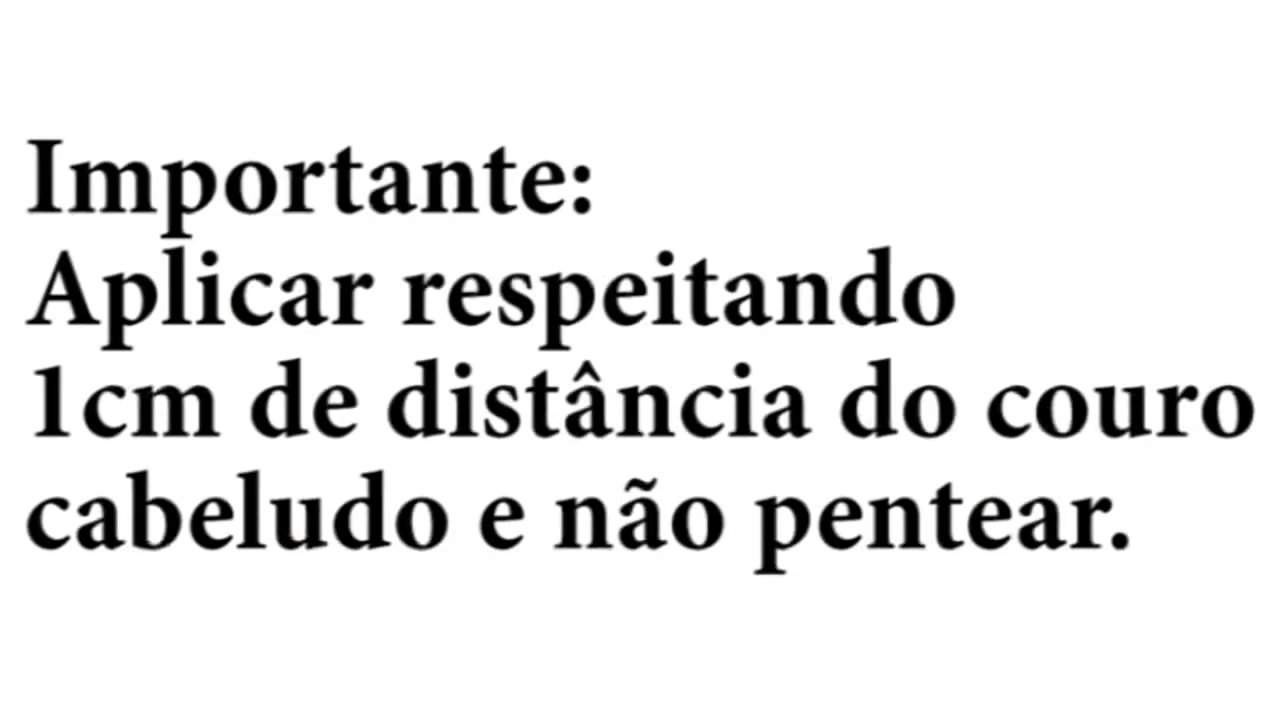 Importante:
Aplicar respeitando
1cm de distância do couro
cabeludo e não pentear.